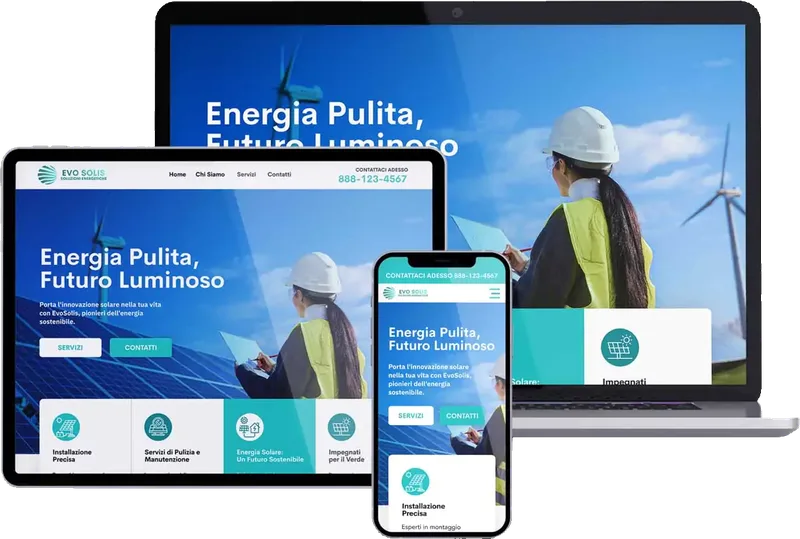 Energia Pulita,
Futuro Luminoso
Solare:
Impegnati
EVO SOLIS
SOLUZIONI ENERGETICHE
Home Chi Siamo Servizi Contatti
CONTATTACI ADESSO
888-123-4567
Energia Pulita,
Futuro Luminoso
Porta l'innovazione solare nella tua vita
con EvoSolis, pionieri dell'energia
sostenibile.
SERVIZI CONTATTI
Installazione
Precisa
Servizi di Pulizia e
Manutenzione
Energia Solare:
Un Futuro Sostenibile
Impegnati
per il Verde
CONTATTACI ADESSO 888-123-4567
EVO SOLIS
Energia Pulita,
Futuro Luminoso
Porta l'innovazione solare
nella tua vita con EvoSolis,
pionieri dell'energia
sostenibile.
SERVIZI CONTATTI
Installazione
Precisa
Esperti in montaggio